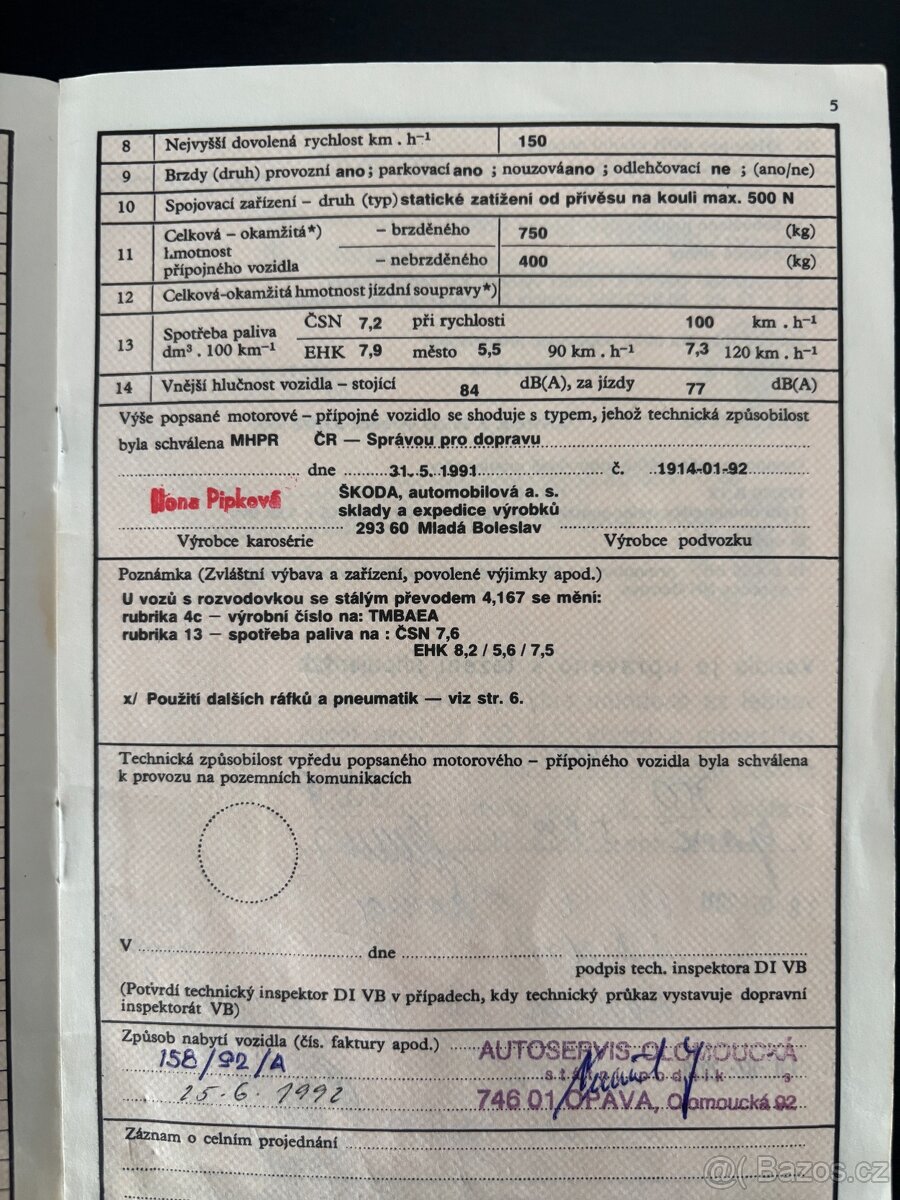 5
8 Nejvyšší dovolená rychlost km . h⁻¹ 150
9 Brzdy (druh) provozní ano; parkovací ano ; nouzová ano ; odlehčovací ne ; (ano/ne)
10 Spojovací zařízení – druh (typ) statické zatížení od přívěsu na kouli max. 500 N
11 Celková – okamžitá*) – brzděného 750 (kg)
hmotnost
přípojného vozidla – nebrzděného 400 (kg)
12 Celková-okamžitá hmotnost jízdní soupravy*)
13 Spotřeba paliva ČSN 7,2 při rychlosti 100 km . h⁻¹
dm³ . 100 km⁻¹ EHK 7,9 město 5,5 90 km . h⁻¹ 7,3 120 km . h⁻¹
14 Vnější hlučnost vozidla – stojící 84 dB(A), za jízdy 77 dB(A)
Výše popsané motorové – přípojné vozidlo se shoduje s typem, jehož technická způsobilost
byla schválena MHPR ČR — Správou pro dopravu
dne 31. 5. 1991 č. 1914-01-92
Ilona Pipková ŠKODA, automobilová a. s.
sklady a expedice výrobků
293 60 Mladá Boleslav
Výrobce karosérie Výrobce podvozku
Poznámka (Zvláštní výbava a zařízení, povolené výjimky apod.)
U vozů s rozvodovkou se stálým převodem 4,167 se mění:
rubrika 4c — výrobní číslo na: TMBAEA
rubrika 13 — spotřeba paliva na : ČSN 7,6
EHK 8,2 / 5,6 / 7,5
x/ Použití dalších ráfků a pneumatik — viz str. 6.
Technická způsobilost vpředu popsaného motorového – přípojného vozidla byla schválena
k provozu na pozemních komunikacích
V dne
podpis tech. inspektora DI VB
(Potvrdí technický inspektor DI VB v případech, kdy technický průkaz vystavuje dopravní
inspektorát VB)
Způsob nabytí vozidla (čís. faktury apod.) AUTOSERVIS OLOMOUCKÁ
158/92/A státní podnik 3
25.6.1992 746 01 OPAVA, Olomoucká 92
Záznam o celním projednání
Bazos.cz